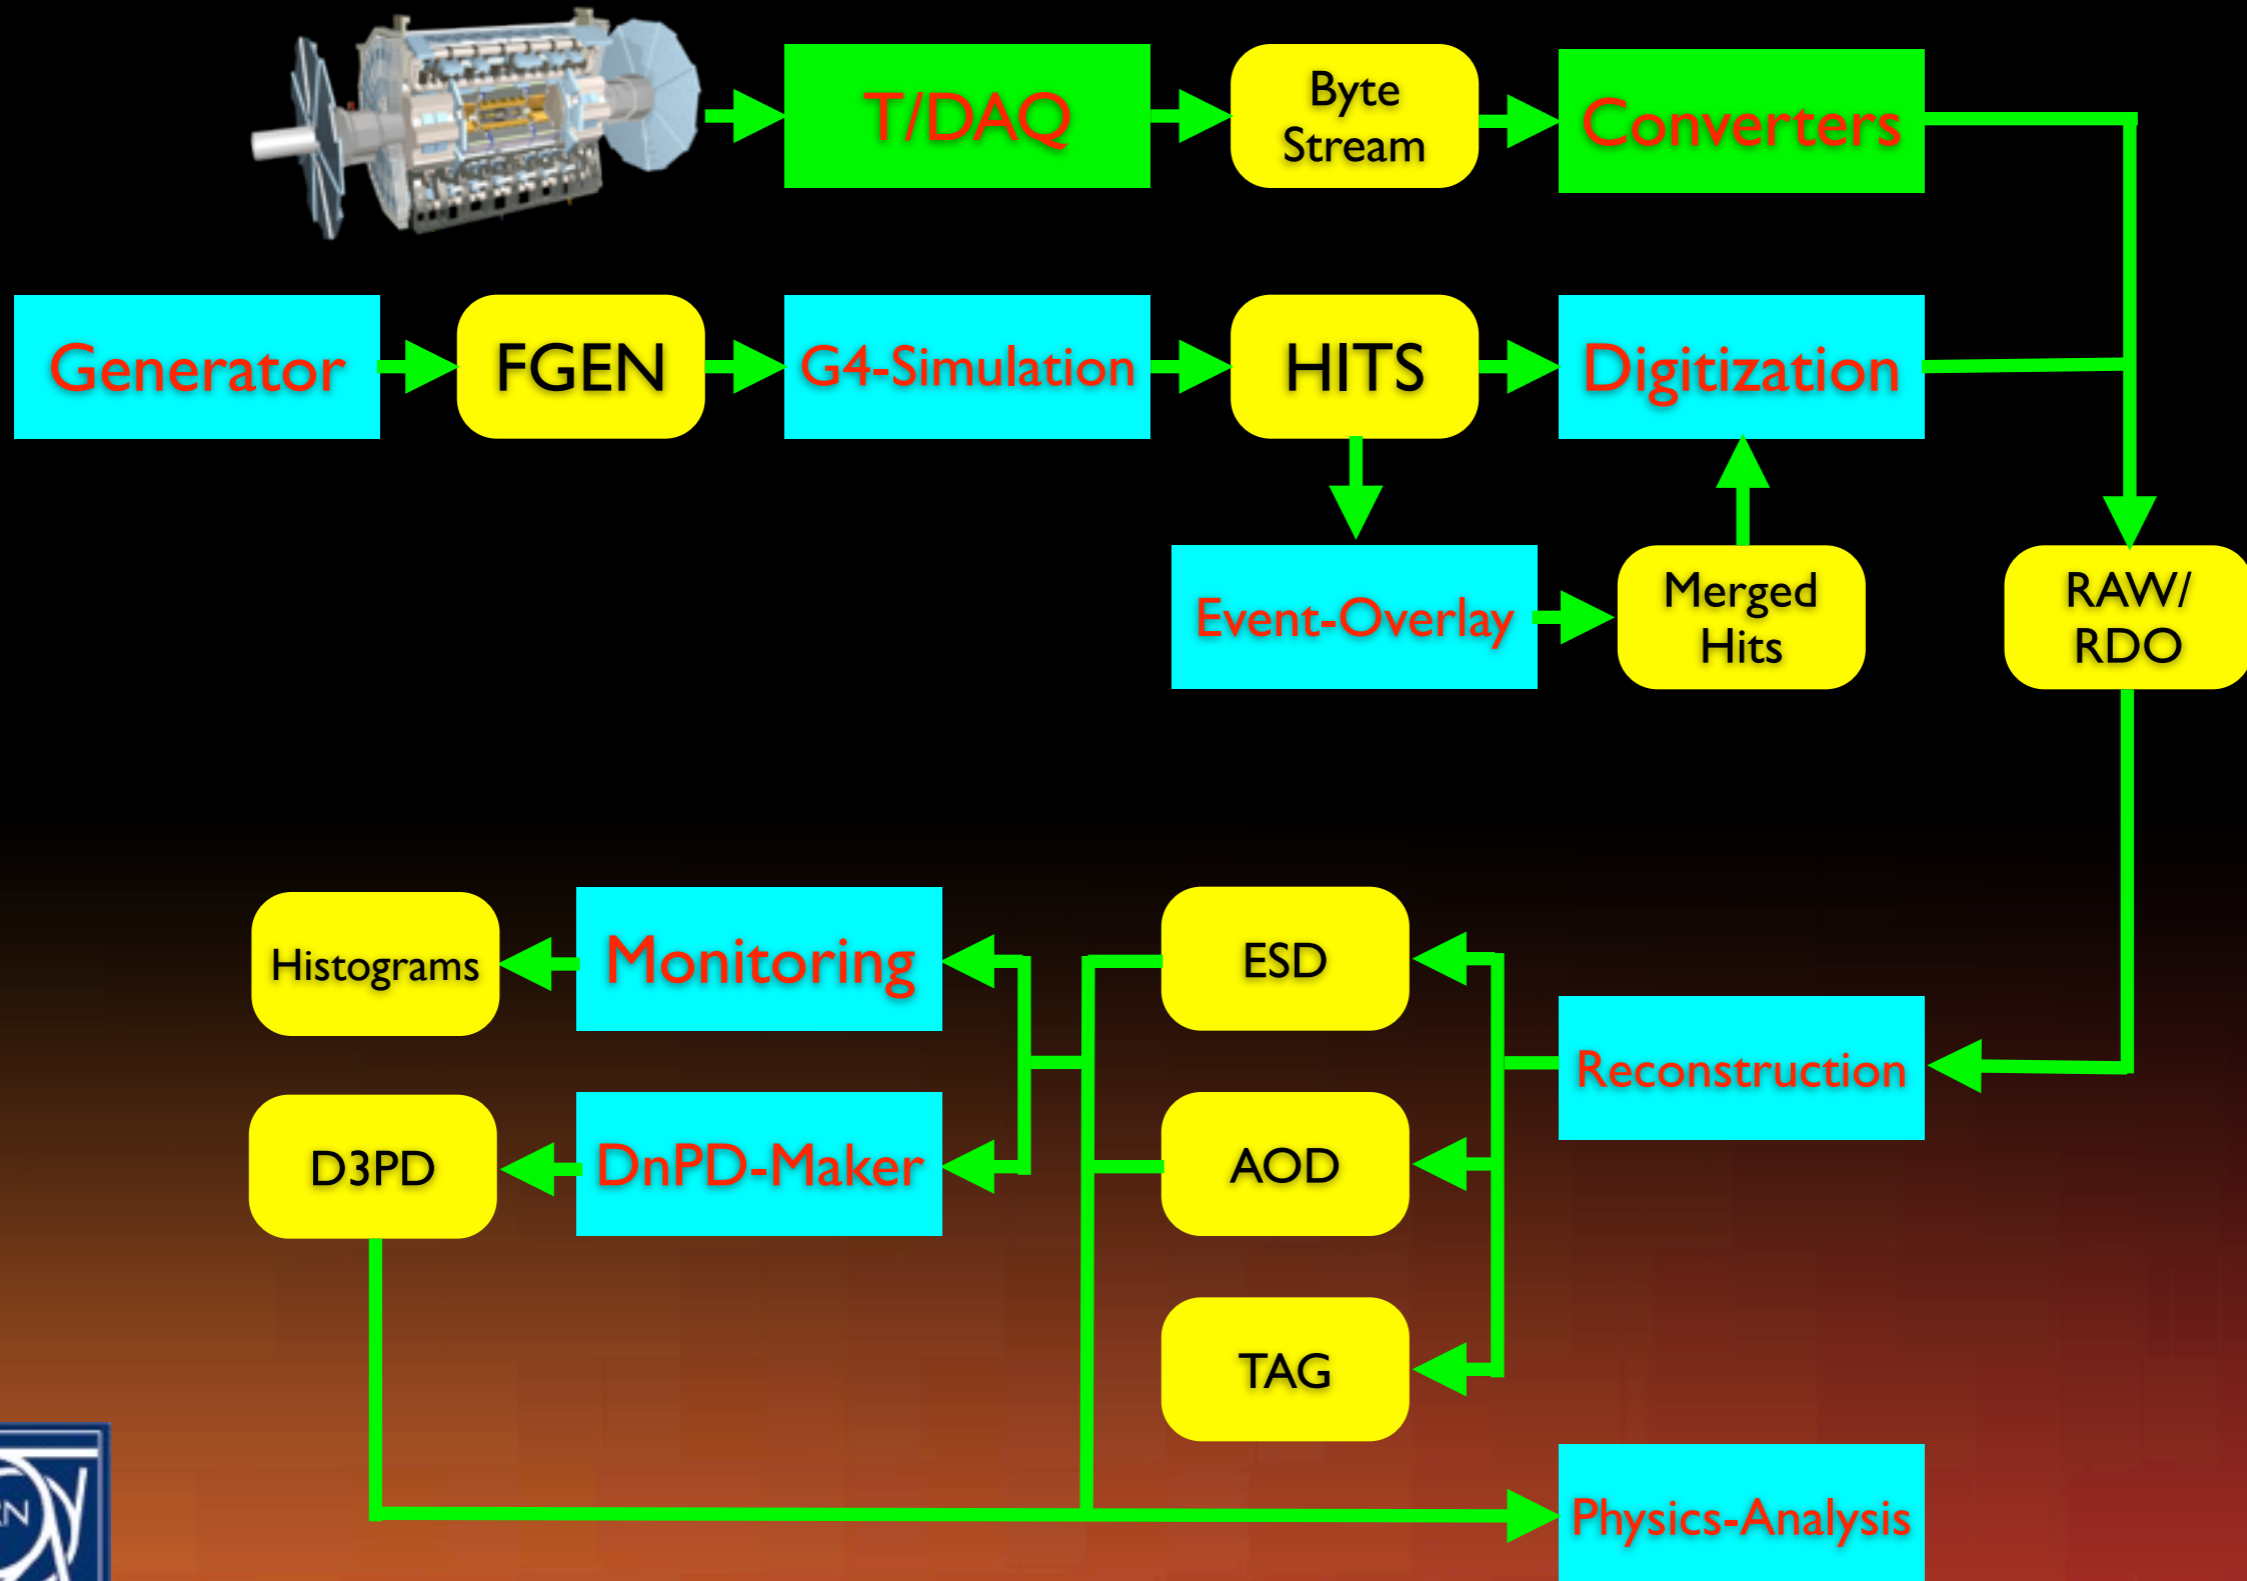 T/DAQ
Byte
Stream
Converters
Generator
FGEN
G4-Simulation
HITS
Digitization
Event-Overlay
Merged
Hits
RAW/
RDO
Histograms
Monitoring
ESD
Reconstruction
D3PD
DnPD-Maker
AOD
TAG
Physics-Analysis